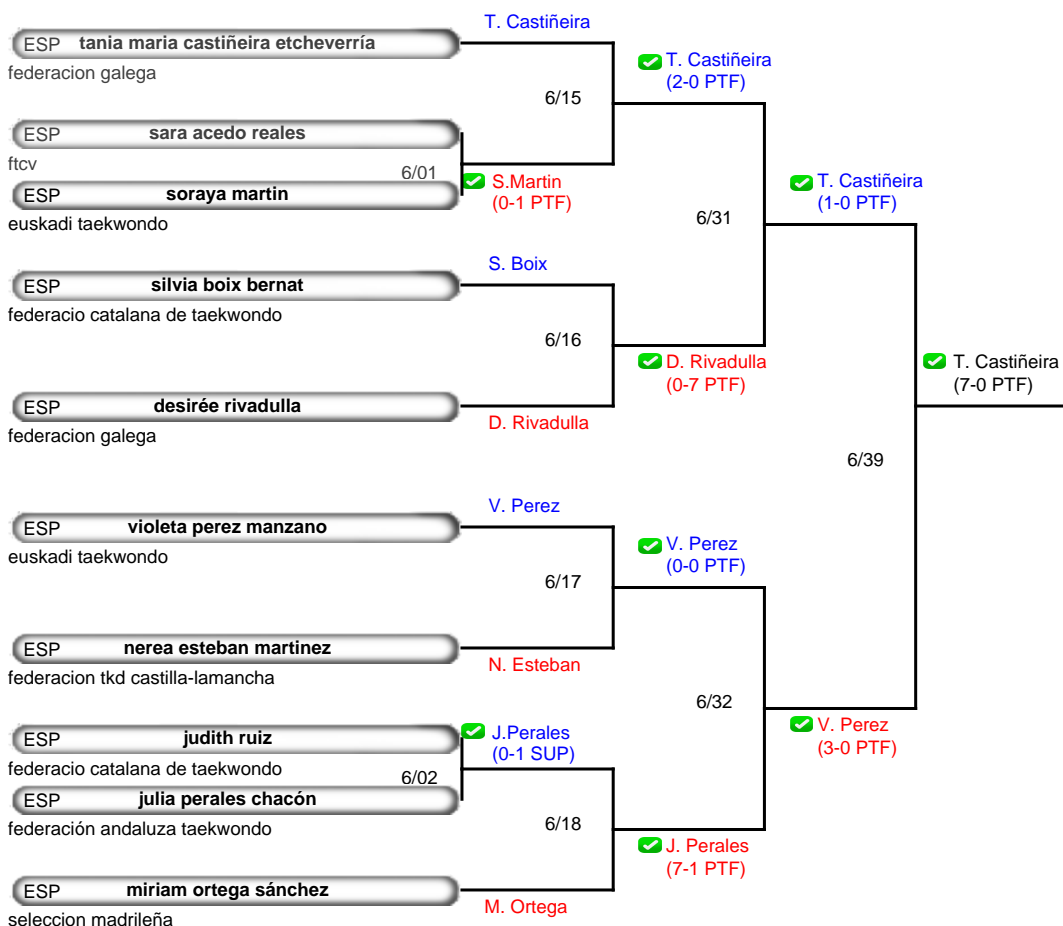 T. Castiñeira
ESP tania maria castiñeira etcheverría
federacion galega
T. Castiñeira
(2-0 PTF)
6/15
ESP sara acedo reales
ftcv
6/01
S.Martin
(0-1 PTF)
ESP soraya martin
euskadi taekwondo
T. Castiñeira
(1-0 PTF)
6/31
S. Boix
ESP silvia boix bernat
federacio catalana de taekwondo
6/16
D. Rivadulla
(0-7 PTF)
T. Castiñeira
(7-0 PTF)
ESP desirée rivadulla
federacion galega
D. Rivadulla
6/39
V. Perez
ESP violeta perez manzano
euskadi taekwondo
V. Perez
(0-0 PTF)
6/17
ESP nerea esteban martinez
federacion tkd castilla-lamancha
N. Esteban
6/32
V. Perez
(3-0 PTF)
ESP judith ruiz
federacio catalana de taekwondo
J.Perales
(0-1 SUP)
6/02
ESP julia perales chacón
federación andaluza taekwondo
6/18
J. Perales
(7-1 PTF)
ESP miriam ortega sánchez
seleccion madrileña
M. Ortega